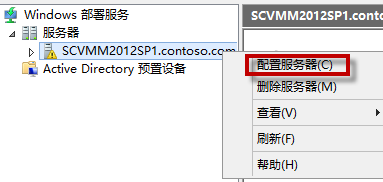 Windows 部署服务
服务器
SCVMM2012SP1.contoso.com
Active Directory 预置设备
SCVMM2012SP1.conto
配置服务器(C)
删除服务器(M)
查看(V)
刷新(F)
帮助(H)